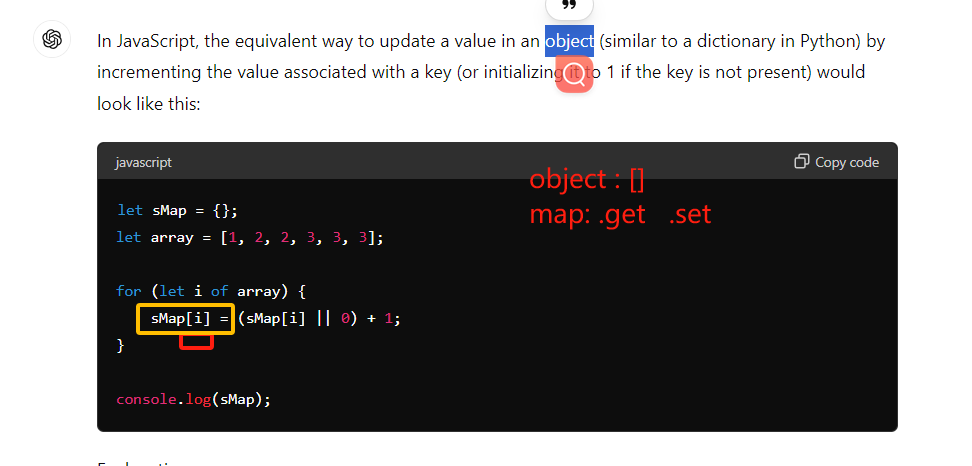 In JavaScript, the equivalent way to update a value in an object (similar to a dictionary in Python) by
incrementing the value associated with a key (or initializing it to 1 if the key is not present) would
look like this:
javascript
Copy code
object : []
map: .get .set
let sMap = {};
let array = [1, 2, 2, 3, 3, 3];
for (let i of array) {
sMap[i] = (sMap[i] || 0) + 1;
}
console.log(sMap);